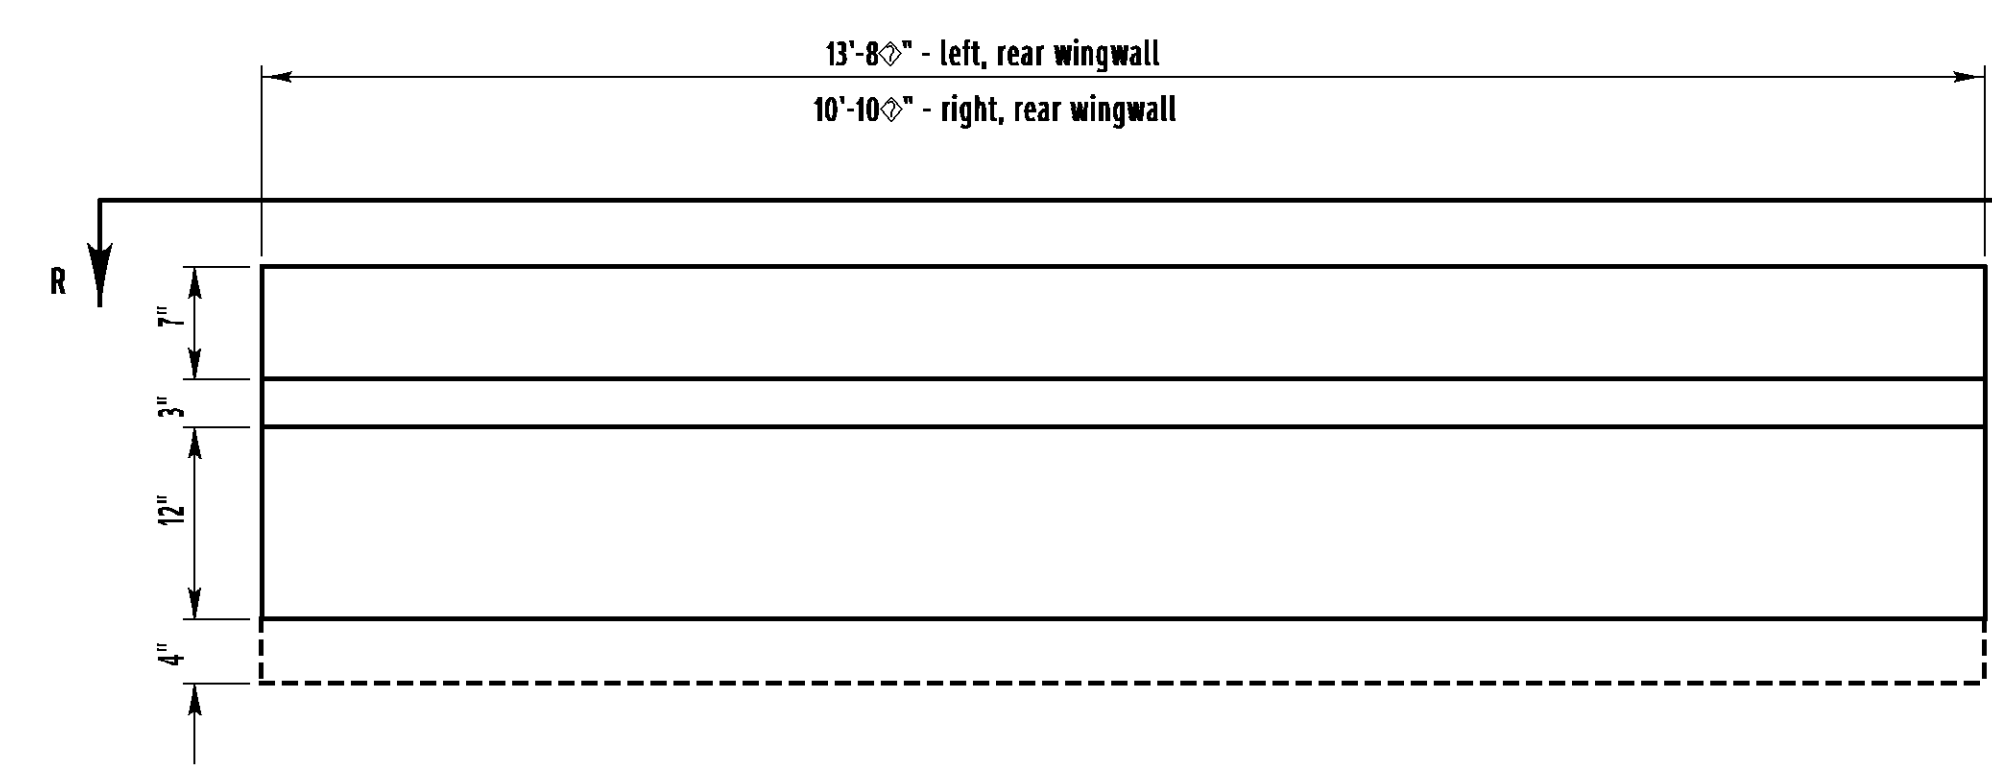 13'-8�" - left, rear wingwall
10'-10�" - right, rear wingwall
R
7"
3"
12"
4"